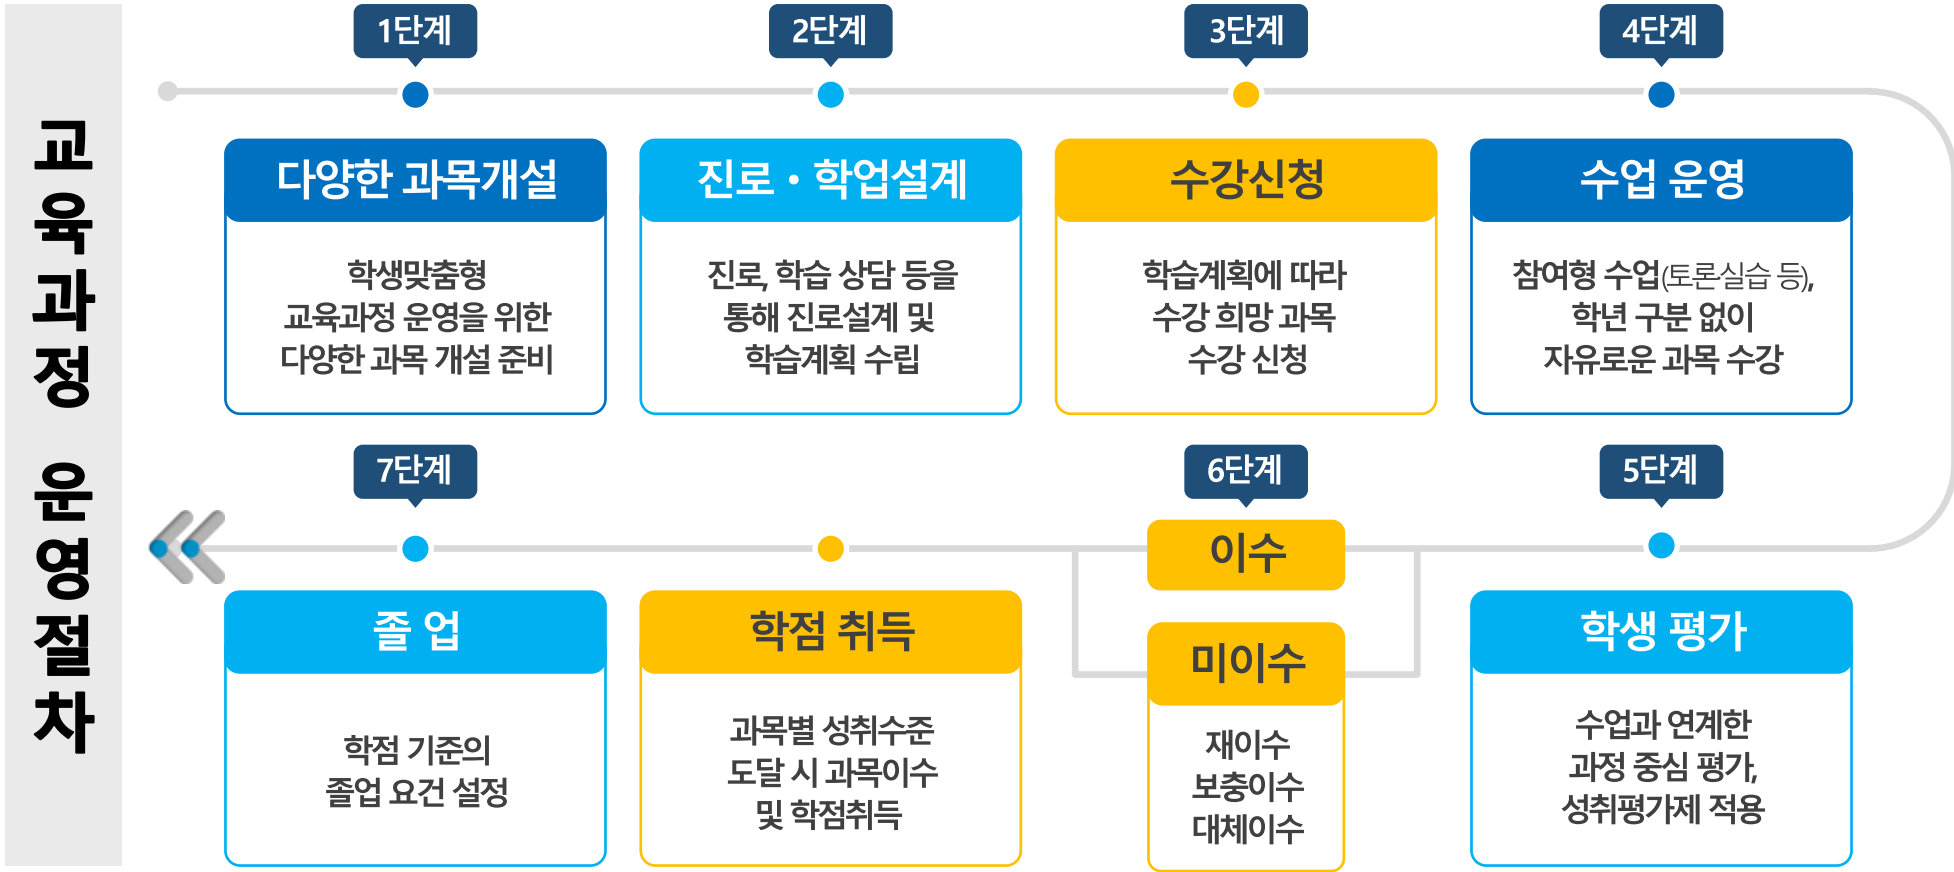 교육과정 운영절차
1단계
다양한 과목개설
학생맞춤형
교육과정 운영을 위한
다양한 과목 개설 준비
2단계
진로・학업설계
진로, 학습 상담 등을
통해 진로설계 및
학습계획 수립
3단계
수강신청
학습계획에 따라
수강 희망 과목
수강 신청
4단계
수업 운영
참여형 수업(토론실습 등),
학년 구분 없이
자유로운 과목 수강
5단계
학생 평가
수업과 연계한
과정 중심 평가,
성취평가제 적용
6단계
이수
미이수
재이수
보충이수
대체이수
학점 취득
과목별 성취수준
도달 시 과목이수
및 학점취득
7단계
졸 업
학점 기준의
졸업 요건 설정